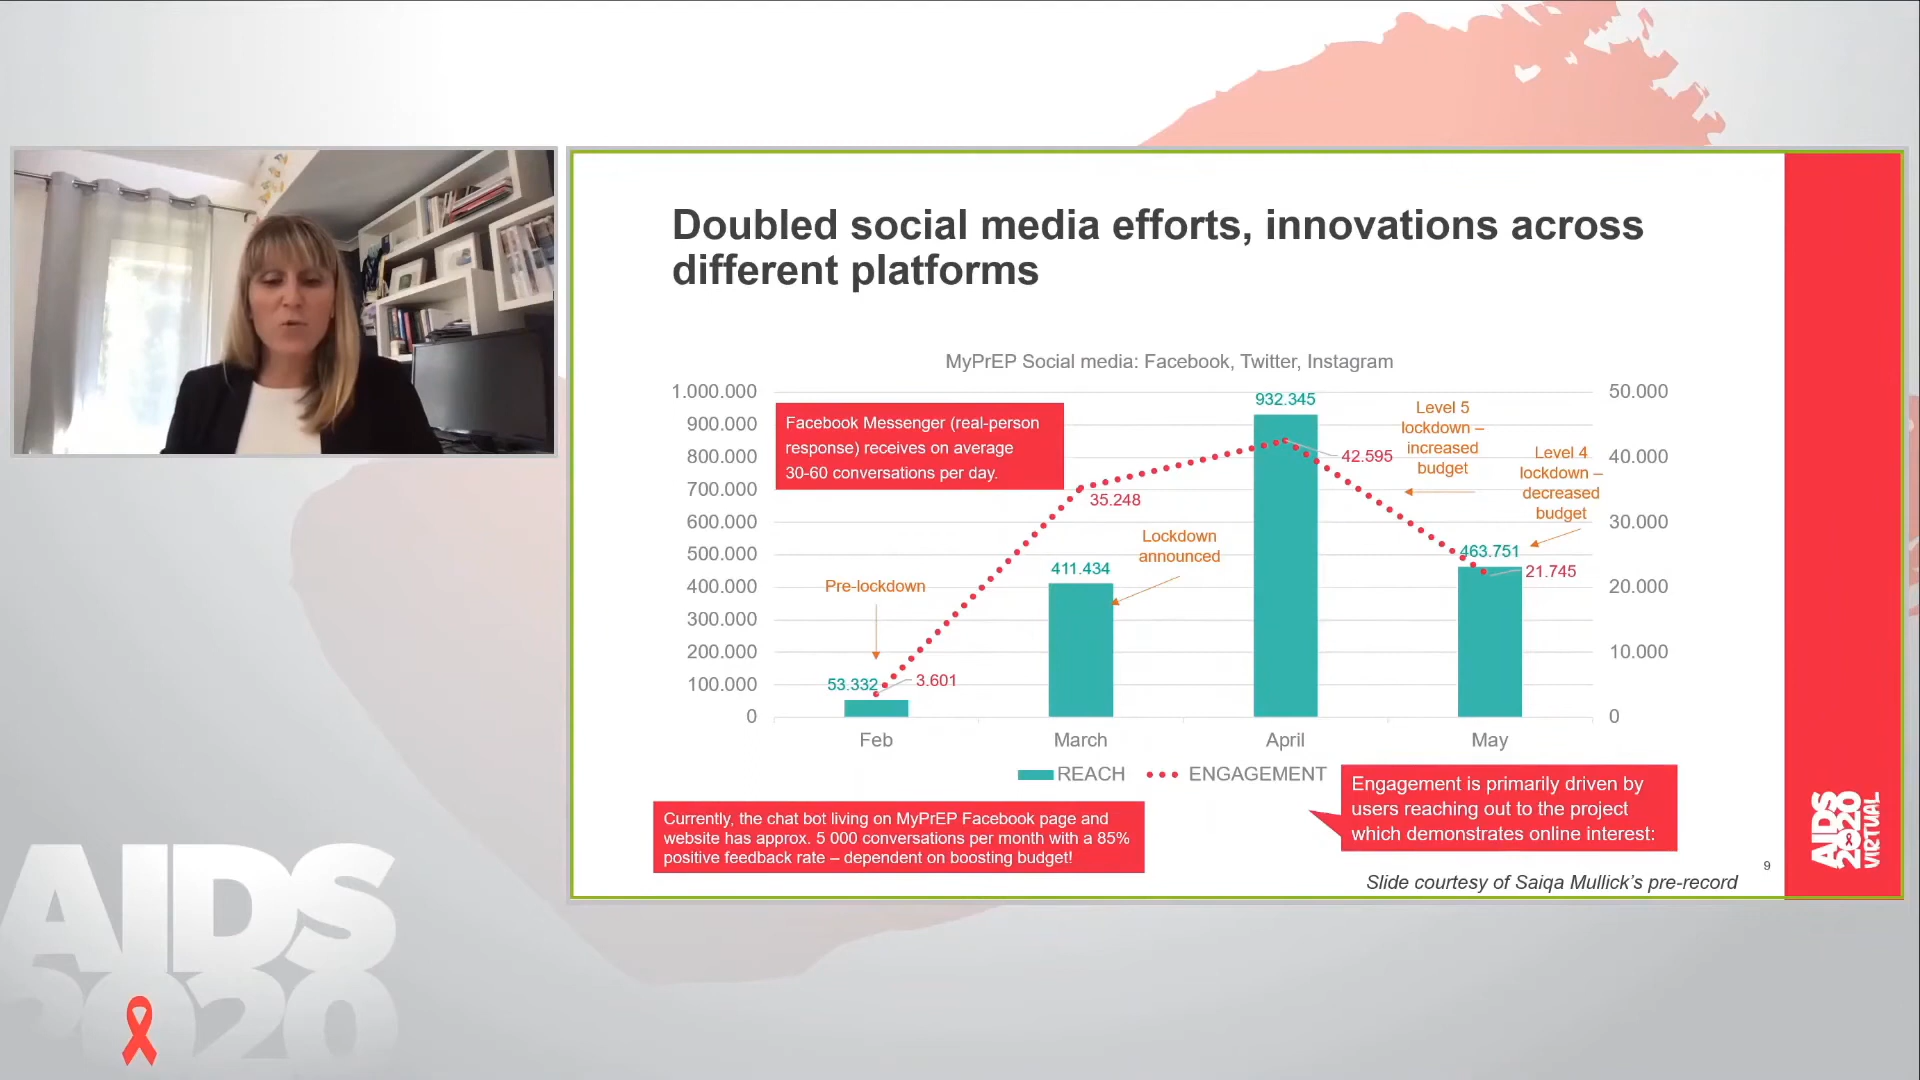 Doubled social media efforts, innovations across
different platforms
MyPrEP Social media: Facebook, Twitter, Instagram
1.000.000
900.000
800.000
700.000
600.000
500.000
400.000
300.000
200.000
100.000
0
50.000
40.000
30.000
20.000
10.000
0
Facebook Messenger (real-person
response) receives on average
30-60 conversations per day.
Pre-lockdown
53.332
3.601
35.248
Lockdown
announced
411.434
932.345
42.595
Level 5
lockdown –
increased
budget
Level 4
lockdown –
decreased
budget
463.751
21.745
Feb
March
April
May
REACH
ENGAGEMENT
Currently, the chat bot living on MyPrEP Facebook page and
website has approx. 5 000 conversations per month with a 85%
positive feedback rate – dependent on boosting budget!
Engagement is primarily driven by
users reaching out to the project
which demonstrates online interest:
9
Slide courtesy of Saiqa Mullick's pre-record
AIDS
2020
VIRTUAL
AIDS
2020